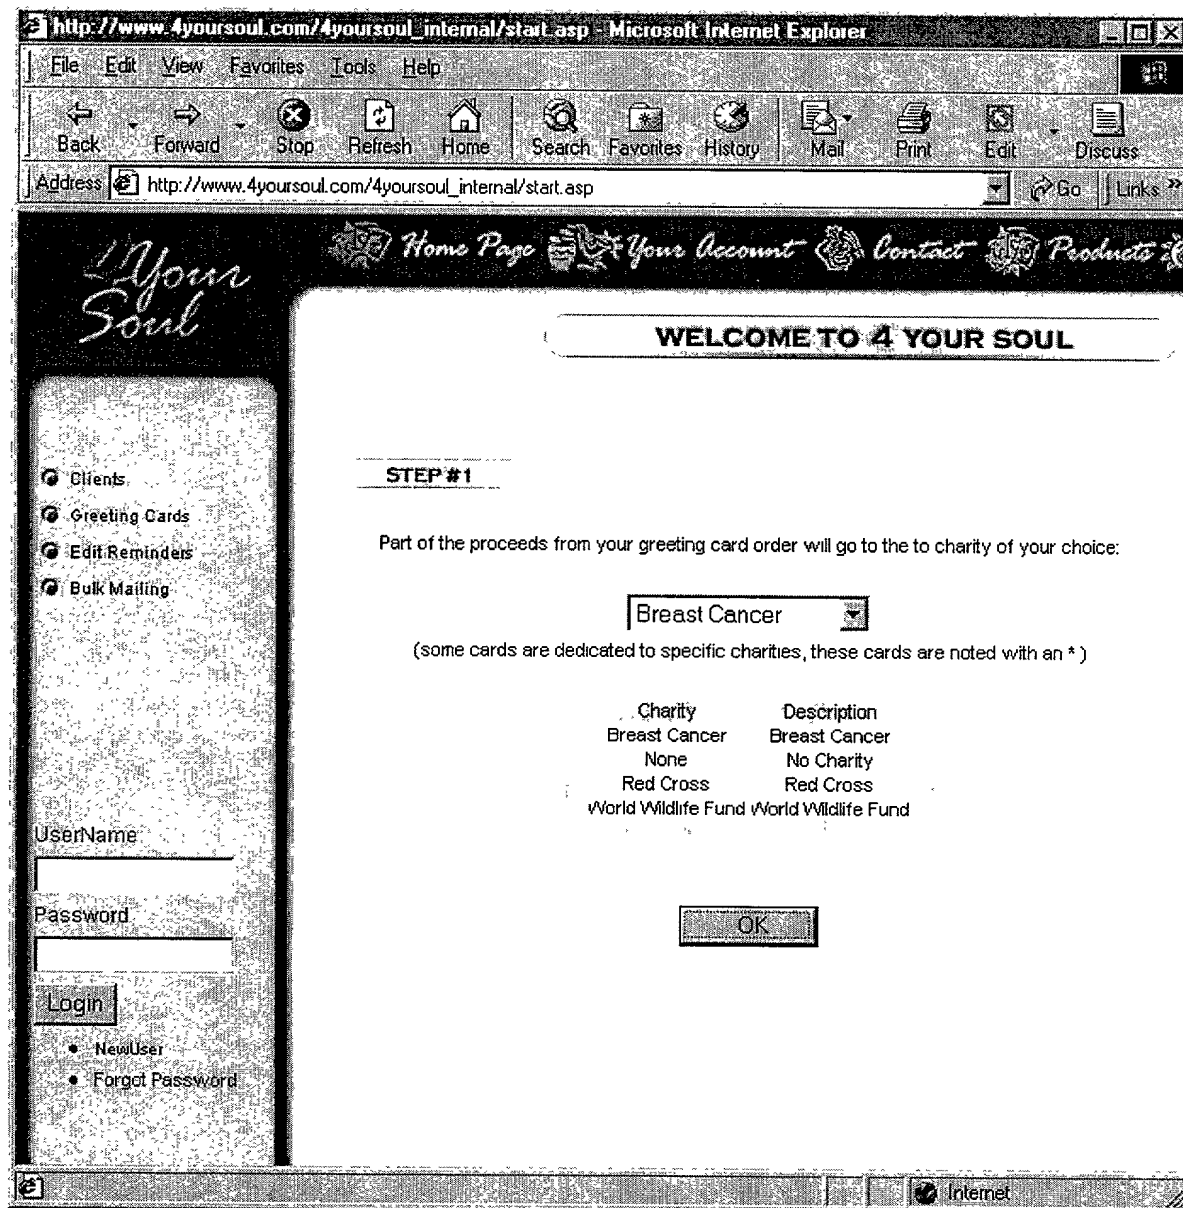 http://www.4yoursoul.com/4yoursoul_internal/start.asp - Microsoft Internet Explorer
File Edit View Favorites Tools Help
Back Forward Stop Refresh Home Search Favorites History Mail Print Edit Discuss
Address http://www.4yoursoul.com/4yoursoul_internal/start.asp Go Links »
4 Your
Soul
Home Page Your Account Contact Products
WELCOME TO 4 YOUR SOUL
Clients
Greeting Cards
Edit Reminders
Bulk Mailing
STEP #1
Part of the proceeds from your greeting card order will go to the to charity of your choice:
Breast Cancer
(some cards are dedicated to specific charities, these cards are noted with an * )
Charity Description
Breast Cancer Breast Cancer
None No Charity
Red Cross Red Cross
World Wildlife Fund World Wildlife Fund
OK
UserName
Password
Login
• NewUser
• Forgot Password
Internet